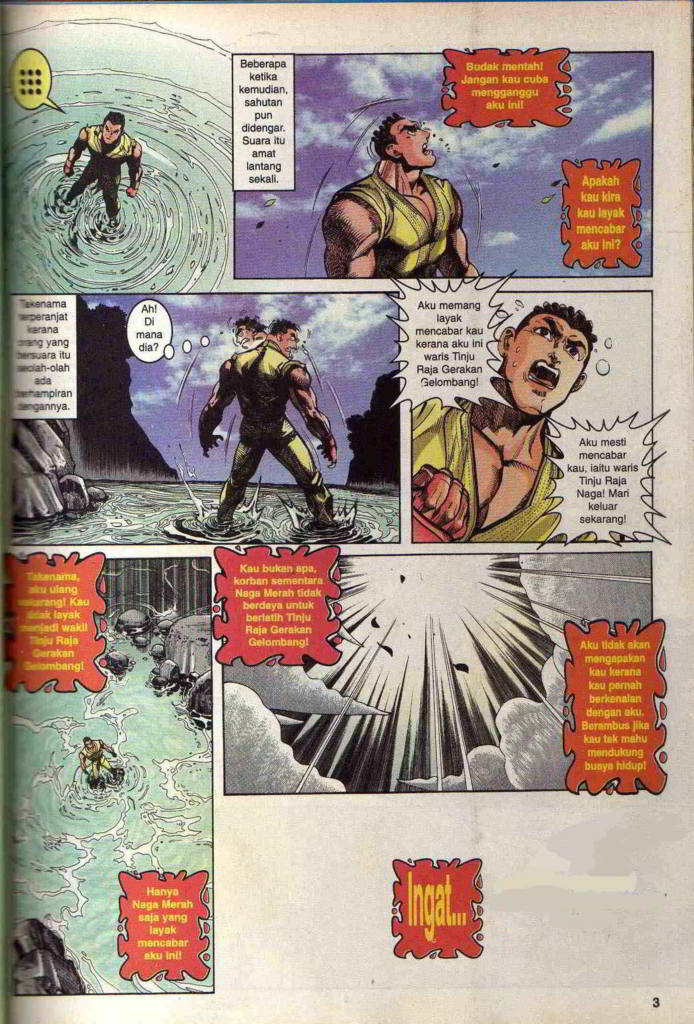 Beberapa
ketika
kemudian,
sahutan
pun
didengar.
Suara itu
amat
lantang
sekali.
Budak mentah!
Jangan kau cuba
mengganggu
aku ini!
Apakah
kau kira
kau layak
mencabar
aku ini?
Takenama
terperanjat
kerana
orang yang
bersuara itu
seolah-olah
ada
berhampiran
dengannya.
Ah!
Di
mana
dia?
Aku memang
layak
mencabar kau
kerana aku ini
waris Tinju
Raja Gerakan
Gelombang!
Aku mesti
mencabar
kau, iaitu waris
Tinju Raja
Naga! Mari
keluar
sekarang!
Takenama,
aku ulang
sekarang! Kau
tidak layak
menjadi wakil
Tinju Raja
Gerakan
Gelombang!
Kau bukan apa,
korban sementara
Naga Merah tidak
berdaya untuk
berlatih Tinju
Raja Gerakan
Gelombang!
Aku tidak akan
mengapakan
kau kerana
kau pernah
berkenalan
dengan aku.
Berambus jika
kau tak mahu
mendukung
buaya hidup!
Hanya
Naga Merah
saja yang
layak
mencabar
aku ini!
Ingat...
3